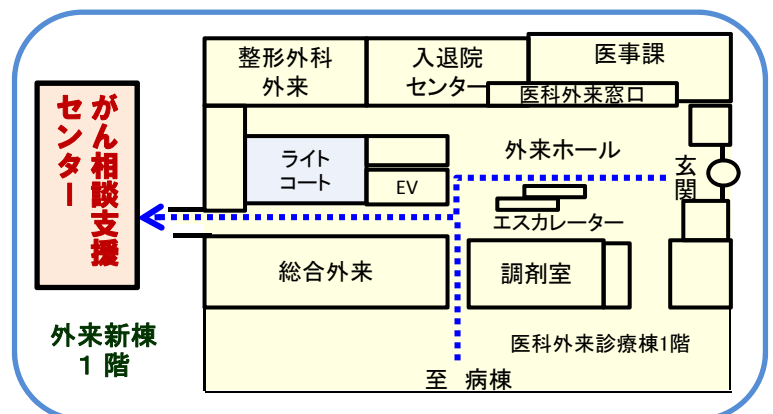 整形外科
外来
入退院
センター
医事課
医科外来窓口
がん相談支援
センター
ライト
コート
EV
外来ホール
玄
関
エスカレーター
総合外来
調剤室
外来新棟
1 階
医科外来診療棟1階
至 病棟